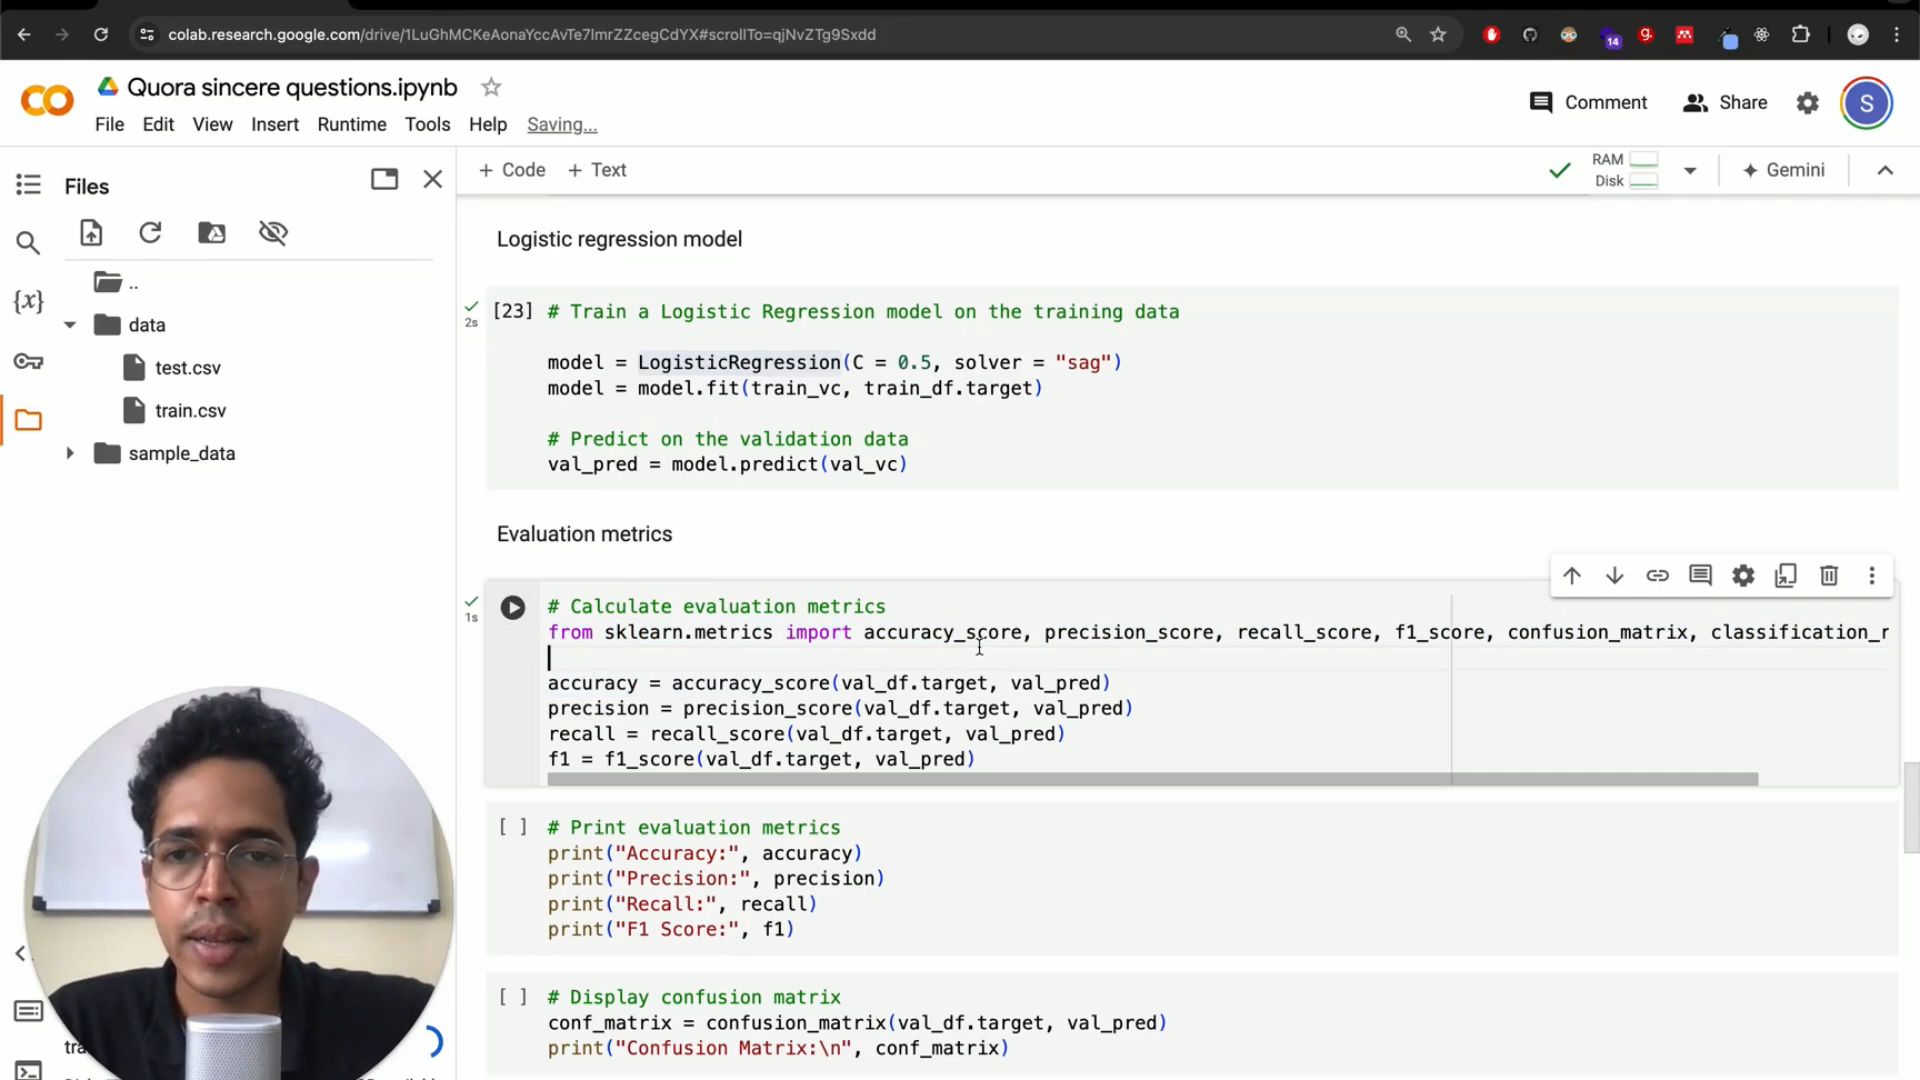 colab.research.google.com/drive/1LuGhMCKeAonaYccAvTe7ImrZZcegCdYX#scrollTo=qjNvZTg9Sxdd
14
g.
Quora sincere questions.ipynb
Comment
Share
S
File Edit View Insert Runtime Tools Help Saving...
Files
+ Code + Text
RAM
Disk
Gemini
..
data
test.csv
train.csv
sample_data
{x}
Logistic regression model
2s
[23] # Train a Logistic Regression model on the training data
model = LogisticRegression(C = 0.5, solver = "sag")
model = model.fit(train_vc, train_df.target)
# Predict on the validation data
val_pred = model.predict(val_vc)
Evaluation metrics
1s
# Calculate evaluation metrics
from sklearn.metrics import accuracy_score, precision_score, recall_score, f1_score, confusion_matrix, classification_r
accuracy = accuracy_score(val_df.target, val_pred)
precision = precision_score(val_df.target, val_pred)
recall = recall_score(val_df.target, val_pred)
f1 = f1_score(val_df.target, val_pred)
[ ] # Print evaluation metrics
print("Accuracy:", accuracy)
print("Precision:", precision)
print("Recall:", recall)
print("F1 Score:", f1)
[ ] # Display confusion matrix
conf_matrix = confusion_matrix(val_df.target, val_pred)
print("Confusion Matrix:\n", conf_matrix)